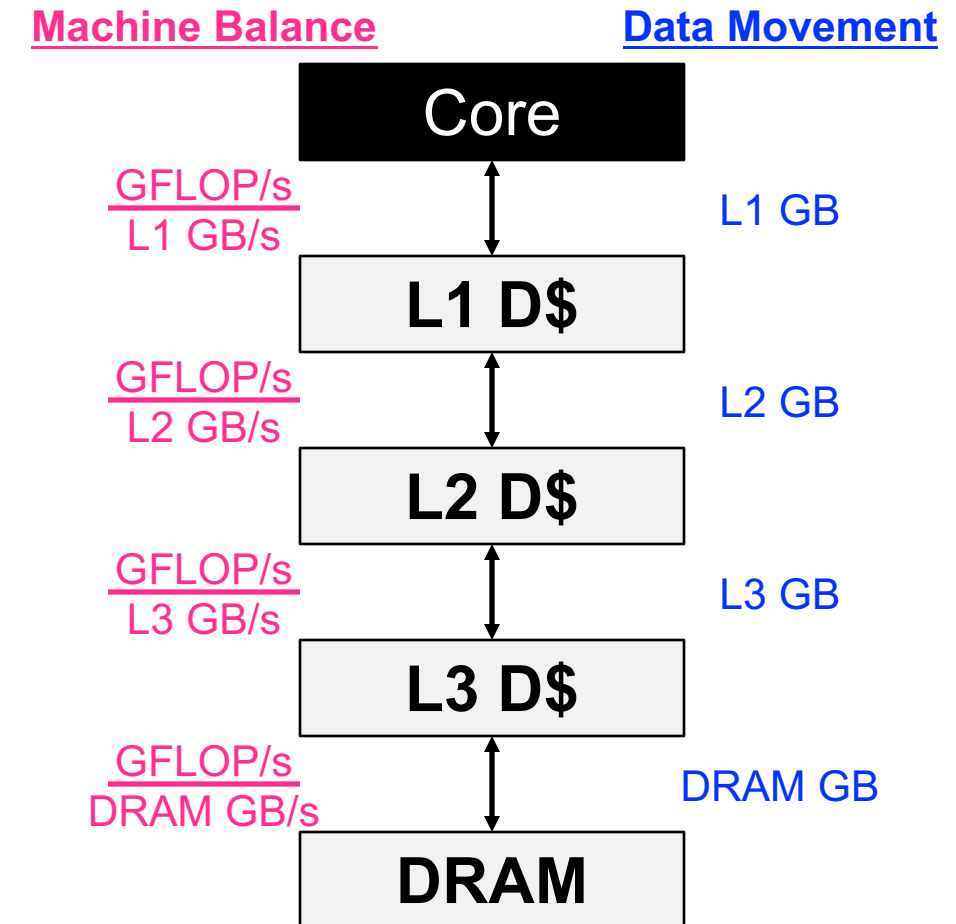 Machine Balance
Data Movement
Core
GFLOP/s
L1 GB/s
L1 GB
L1 D$
GFLOP/s
L2 GB/s
L2 GB
L2 D$
GFLOP/s
L3 GB/s
L3 GB
L3 D$
GFLOP/s
DRAM GB/s
DRAM GB
DRAM